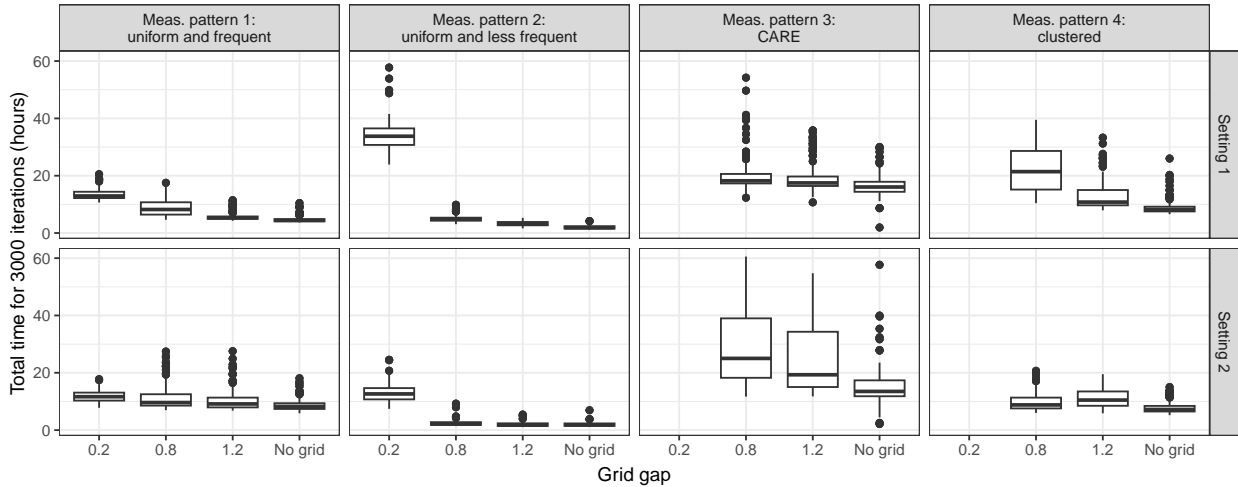 Meas. pattern 1:
uniform and frequent
Meas. pattern 2:
uniform and less frequent
Meas. pattern 3:
CARE
Meas. pattern 4:
clustered
Total time for 3000 iterations (hours)
60
40
20
0
Setting 1
60
40
20
0
Setting 2
0.2 0.8 1.2 No grid 0.2 0.8 1.2 No grid 0.2 0.8 1.2 No grid 0.2 0.8 1.2 No grid
Grid gap